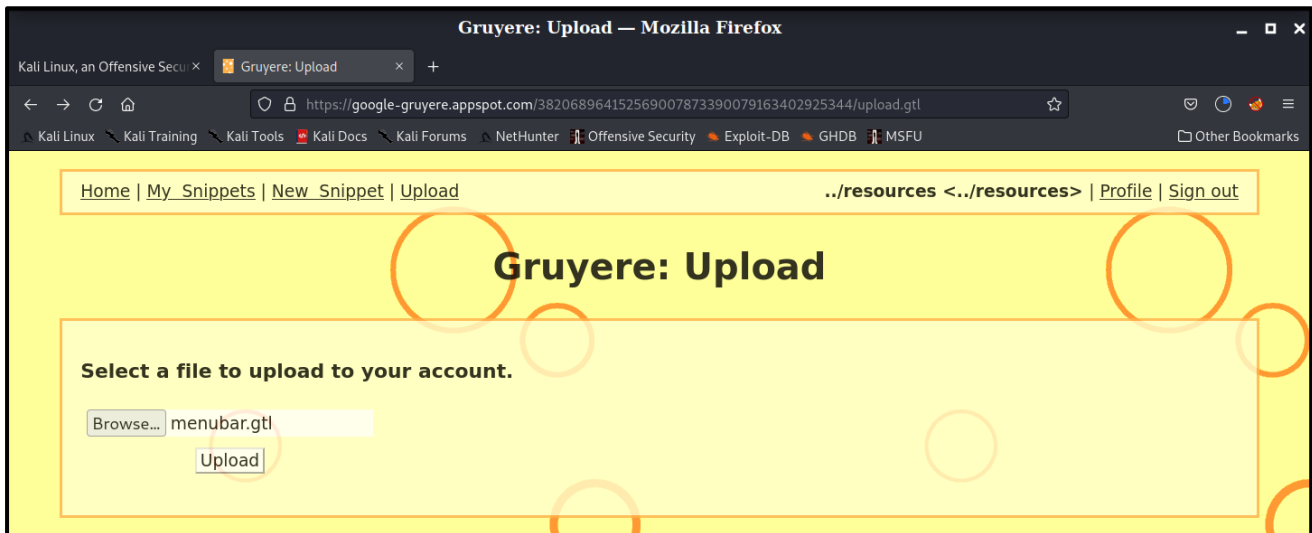 Gruyere: Upload — Mozilla Firefox
Kali Linux, an Offensive Secu
Gruyere: Upload
https://google-gruyere.appspot.com/382068964152569007873390079163402925344/upload.gtl
Kali Linux Kali Training Kali Tools Kali Docs Kali Forums NetHunter Offensive Security Exploit-DB GHDB MSFU Other Bookmarks
Home | My Snippets | New Snippet | Upload ../resources <../resources> | Profile | Sign out
Gruyere: Upload
Select a file to upload to your account.
Browse... menubar.gtl
Upload